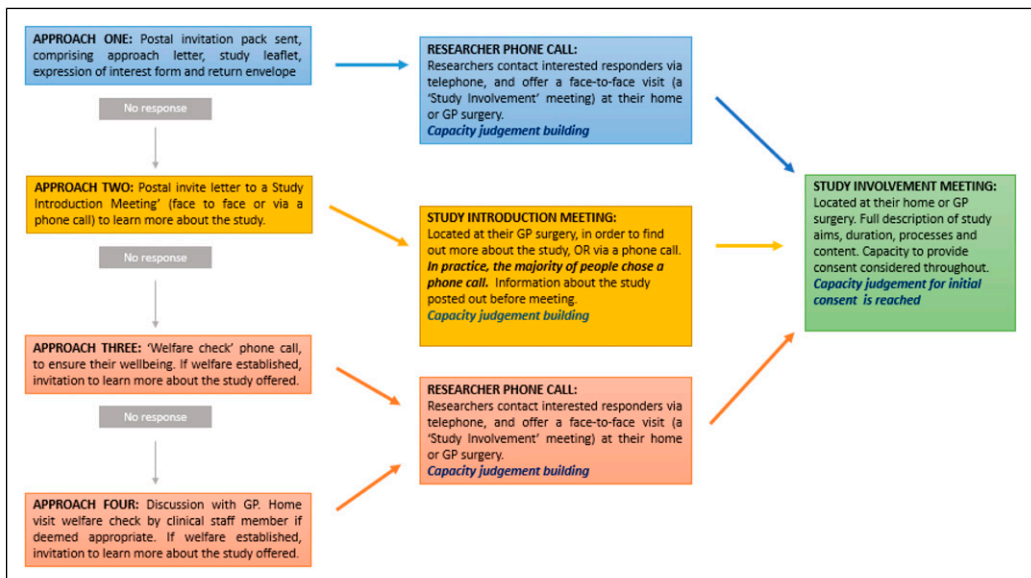 APPROACH ONE: Postal invitation pack sent,
comprising approach letter, study leaflet,
expression of interest form and return envelope
No response
APPROACH TWO: Postal invite letter to a Study
Introduction Meeting' (face to face or via a
phone call) to learn more about the study.
No response
APPROACH THREE: 'Welfare check' phone call,
to ensure their wellbeing. If welfare established,
invitation to learn more about the study offered.
No response
APPROACH FOUR: Discussion with GP. Home
visit welfare check by clinical staff member if
deemed appropriate. If welfare established,
invitation to learn more about the study offered.
RESEARCHER PHONE CALL:
Researchers contact interested responders via
telephone, and offer a face-to-face visit (a
'Study Involvement' meeting) at their home
or GP surgery.
Capacity judgement building
STUDY INTRODUCTION MEETING:
Located at their GP surgery, in order to find
out more about the study, OR via a phone call.
In practice, the majority of people chose a
phone call. Information about the study
posted out before meeting.
Capacity judgement building
RESEARCHER PHONE CALL:
Researchers contact interested responders via
telephone, and offer a face-to-face visit (a
'Study Involvement' meeting) at their home
or GP surgery.
Capacity judgement building
STUDY INVOLVEMENT MEETING:
Located at their home or GP
surgery. Full description of study
aims, duration, processes and
content. Capacity to provide
consent considered throughout.
Capacity judgement for initial
consent is reached